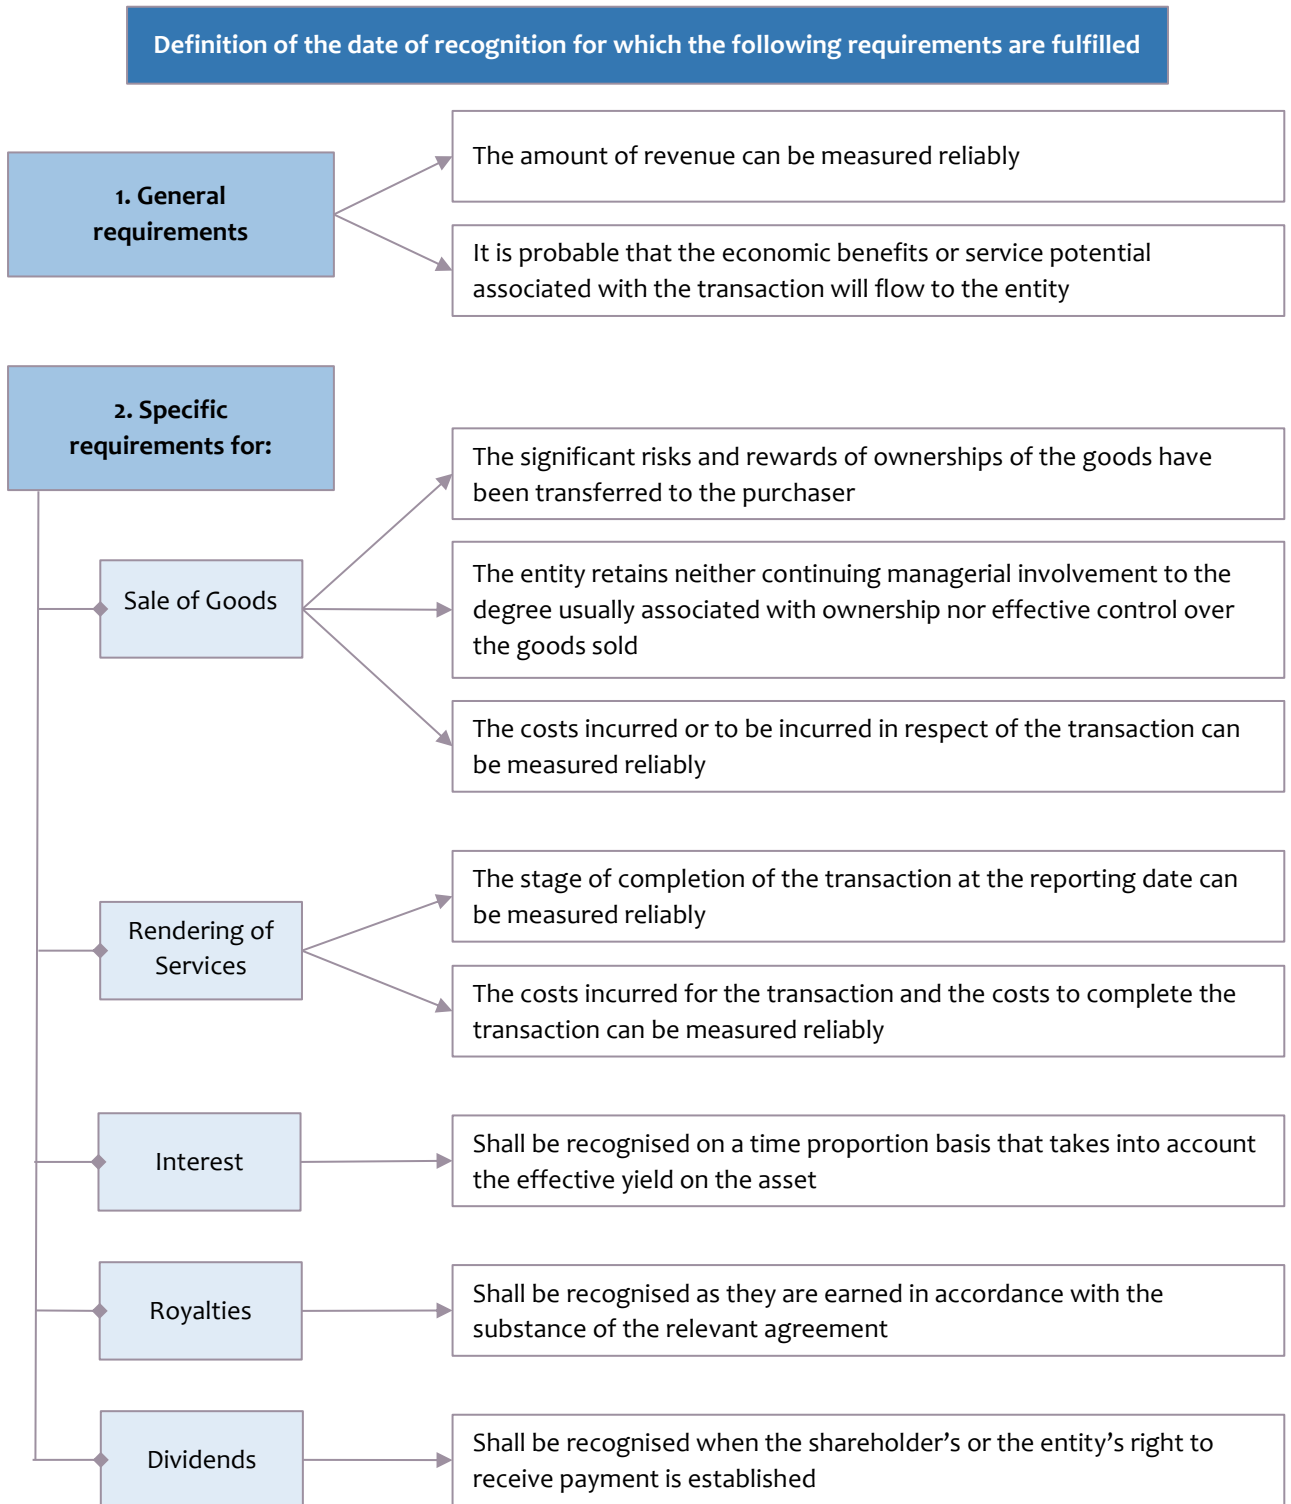 Definition of the date of recognition for which the following requirements are fulfilled
1. General
requirements
The amount of revenue can be measured reliably
It is probable that the economic benefits or service potential
associated with the transaction will flow to the entity
2. Specific
requirements for:
Sale of Goods
The significant risks and rewards of ownerships of the goods have
been transferred to the purchaser
The entity retains neither continuing managerial involvement to the
degree usually associated with ownership nor effective control over
the goods sold
The costs incurred or to be incurred in respect of the transaction can
be measured reliably
Rendering of
Services
The stage of completion of the transaction at the reporting date can
be measured reliably
The costs incurred for the transaction and the costs to complete the
transaction can be measured reliably
Interest
Shall be recognised on a time proportion basis that takes into account
the effective yield on the asset
Royalties
Shall be recognised as they are earned in accordance with the
substance of the relevant agreement
Dividends
Shall be recognised when the shareholder’s or the entity’s right to
receive payment is established